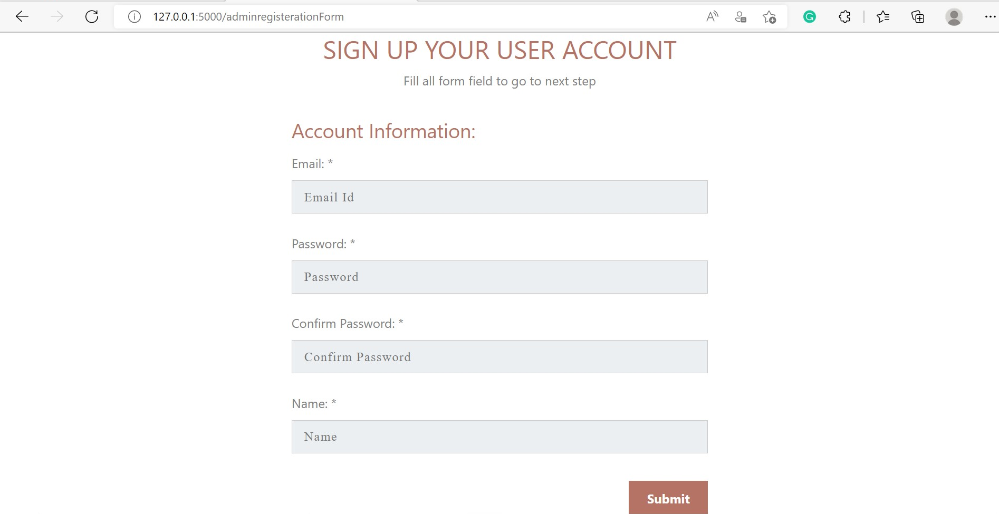 127.0.0.1:5000/adminregisterationForm
SIGN UP YOUR USER ACCOUNT
Fill all form field to go to next step
Account Information:
Email: *
Email Id
Password: *
Password
Confirm Password: *
Confirm Password
Name: *
Name
Submit